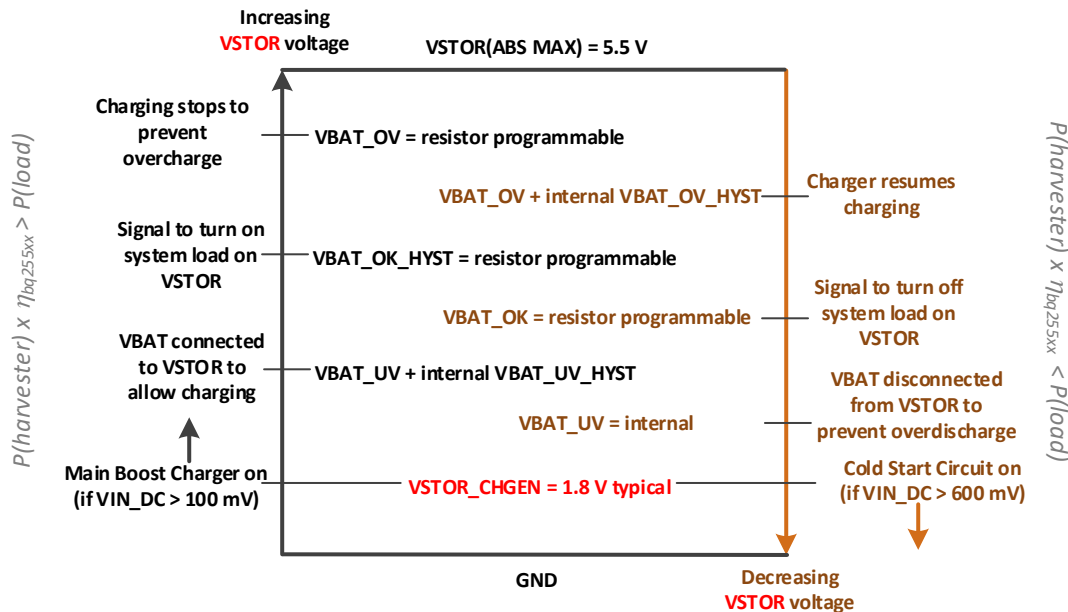 Increasing
VSTOR voltage
VSTOR(ABS MAX) = 5.5 V
Charging stops to
prevent
overcharge
VBAT_OV = resistor programmable
VBAT_OV + internal VBAT_OV_HYST
Charger resumes
charging
Signal to turn on
system load on
VSTOR
VBAT_OK_HYST = resistor programmable
VBAT_OK = resistor programmable
Signal to turn off
system load on
VSTOR
VBAT connected
to VSTOR to
allow charging
VBAT_UV + internal VBAT_UV_HYST
VBAT_UV = internal
VBAT disconnected
from VSTOR to
prevent overdischarge
Main Boost Charger on
(if VIN_DC > 100 mV)
VSTOR_CHGEN = 1.8 V typical
Cold Start Circuit on
(if VIN_DC > 600 mV)
GND
Decreasing
VSTOR voltage
P(harvester) x ηbq255xx > P(load)
P(harvester) x ηbq255xx < P(load)